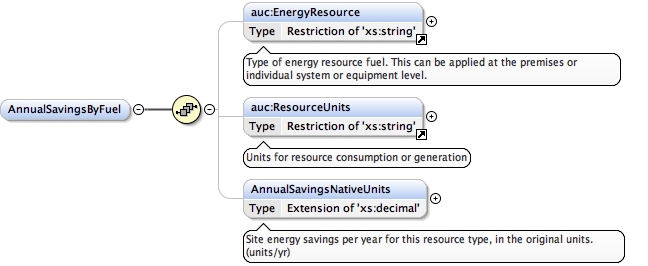 auc:EnergyResource
Type Restriction of 'xs:string'
Type of energy resource fuel. This can be applied at the premises or
individual system or equipment level.
AnnualSavingsByFuel
auc:ResourceUnits
Type Restriction of 'xs:string'
Units for resource consumption or generation
AnnualSavingsNativeUnits
Type Extension of 'xs:decimal'
Site energy savings per year for this resource type, in the original units.
(units/yr)